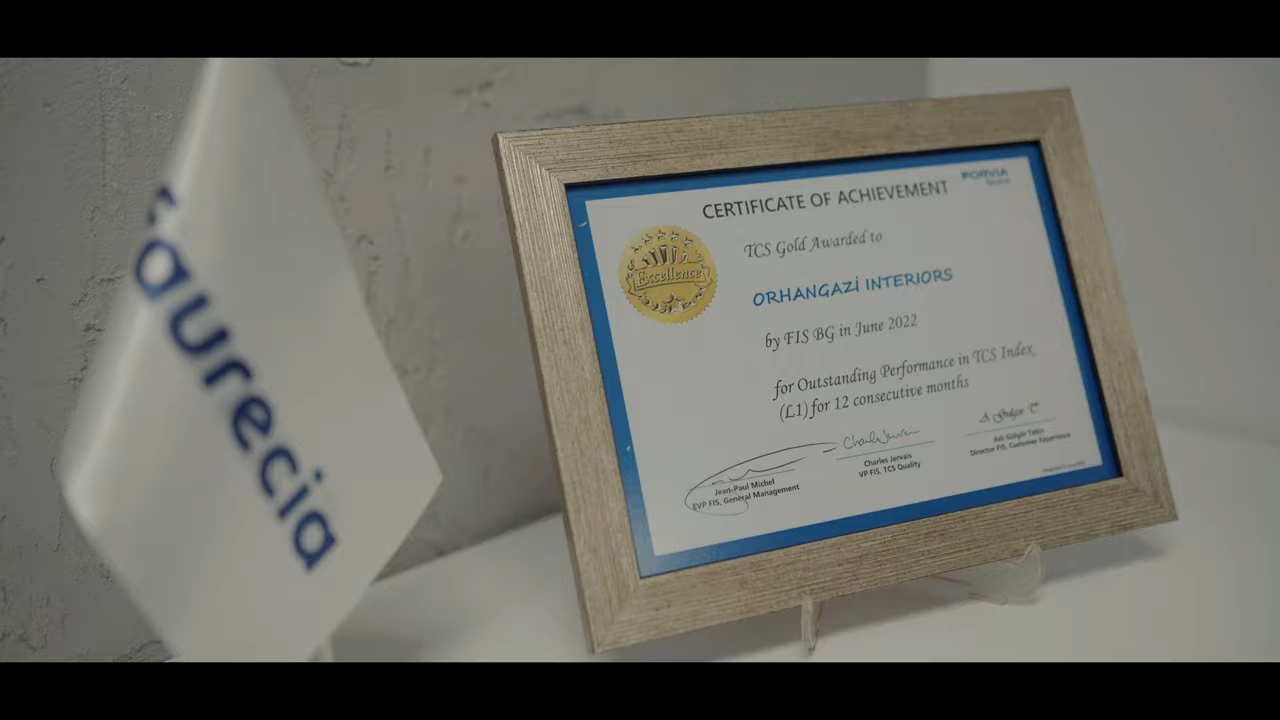 faurecia
CERTIFICATE OF ACHIEVEMENT
FORVIA
Excellence
TCS Gold Awarded to
ORHANGAZİ INTERIORS
by FIS BG in June 2022
for Outstanding Performance in TCS Index
(L1) for 12 consecutive months
Jean-Paul Michel
EVP FIS, General Management
Charles Jervais
VP FIS, TCS Quality
Director FIS, Customer Experience